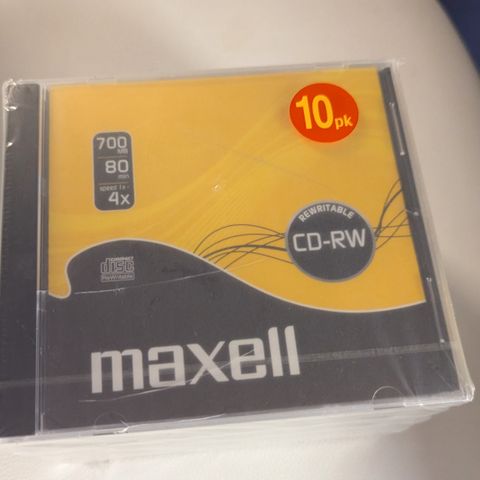 10pk
700
MB
80
min
speed 1x -
4x
REWRITABLE
CD-RW
COMPACT
disc
ReWritable
maxell